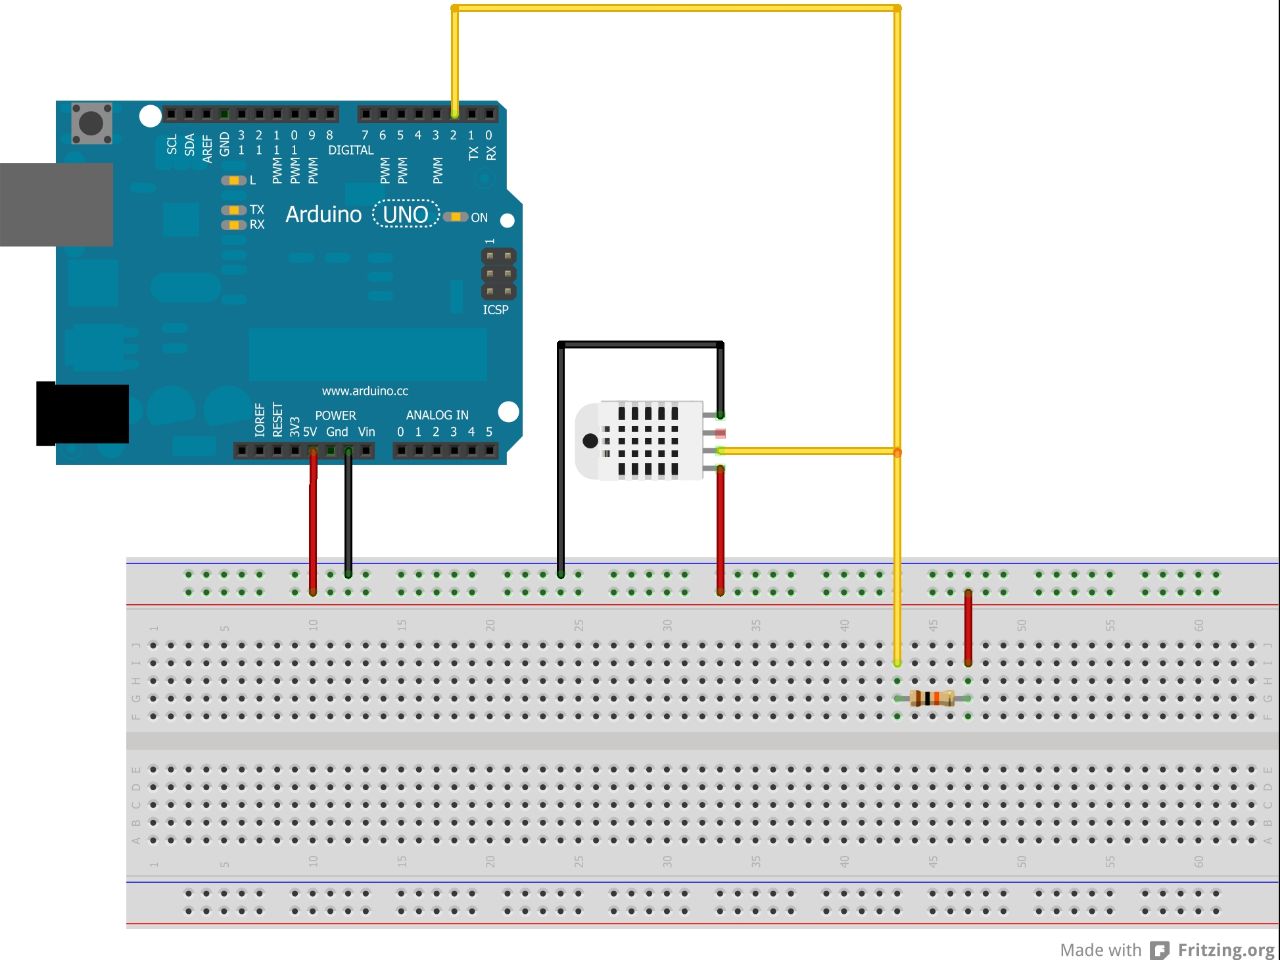 SCL SDA AREF GND 13 12 11 10 9 8 7 6 5 4 3 2 1 0
PWM PWM PWM DIGITAL PWM PWM PWM TX RX
L
TX
RX
Arduino UNO ON
1
ICSP
www.arduino.cc
POWER ANALOG IN
IOREF RESET 3V3 5V Gnd Vin 0 1 2 3 4 5
1 5 10 15 20 25 30 35 40 45 50 55 60
J J
I I
H H
G G
F F
E E
D D
C C
B B
A A
1 5 10 15 20 25 30 35 40 45 50 55 60
Made with Fritzing.org